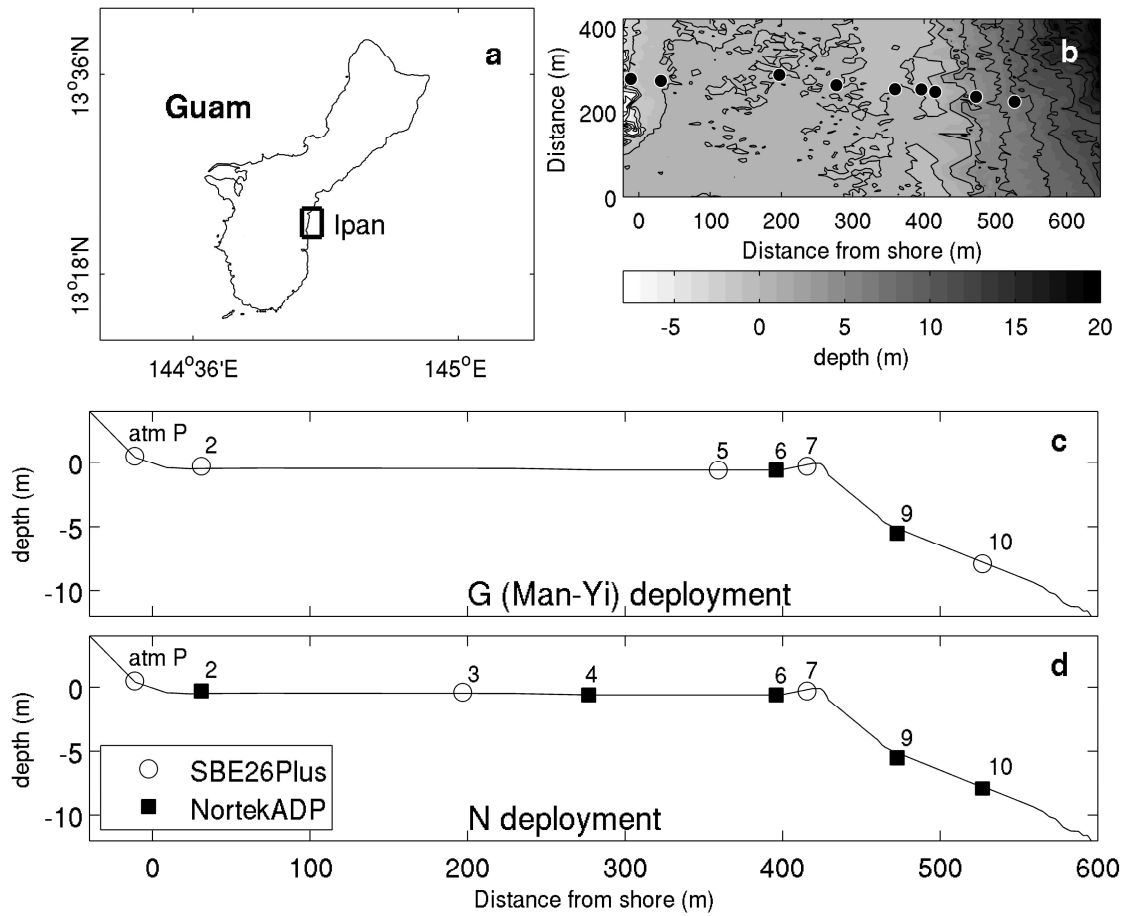 a
Guam
Ipan
13°36'N
13°18'N
144°36'E
145°E
b
Distance (m)
400
200
0
0 100 200 300 400 500 600
Distance from shore (m)
-5 0 5 10 15 20
depth (m)
c
atm P
2
5
6
7
9
10
0
-5
-10
depth (m)
G (Man-Yi) deployment
d
atm P
2
3
4
6
7
9
10
0
-5
-10
depth (m)
SBE26Plus
NortekADP
N deployment
0 100 200 300 400 500 600
Distance from shore (m)